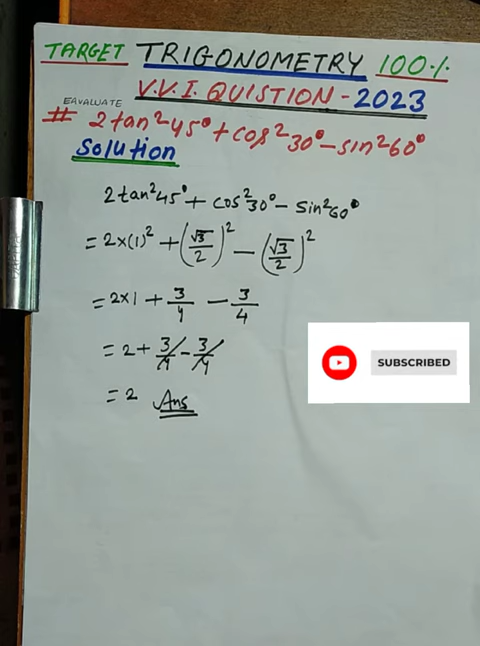 TARGET TRIGONOMETRY 100%
V.V.I. QUISTION - 2023
EAVALUATE
# 2tan²45° + cos²30° - sin²60°
Solution
2tan²45° + cos²30° - sin²60°
= 2×(1)² + (√3/2)² - (√3/2)²
= 2×1 + 3/4 - 3/4
= 2 + 3/4 - 3/4
= 2 Ans
SUBSCRIBED